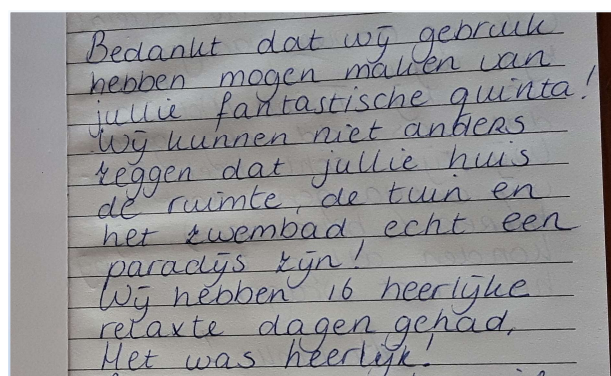 Bedankt dat wij gebruik
hebben mogen maken van
jullie fantastische quinta!
Wij kunnen niet anders
zeggen dat jullie huis
de ruimte, de tuin en
het zwembad echt een
paradijs zijn!
Wij hebben 16 heerlijke
relaxte dagen gehad,
Het was heerlijk!